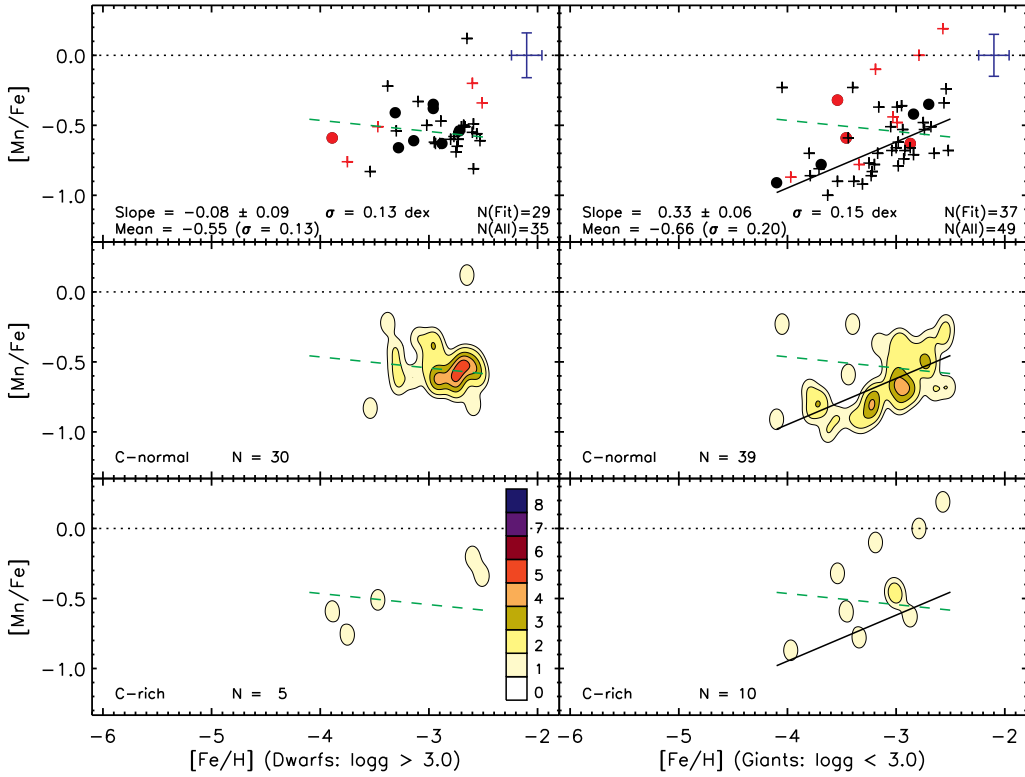 [Mn/Fe]
0.0
-0.5
-1.0
Slope = -0.08 ± 0.09 σ = 0.13 dex N(Fit)=29
Mean = -0.55 (σ = 0.13) N(All)=35
Slope = 0.33 ± 0.06 σ = 0.15 dex N(Fit)=37
Mean = -0.66 (σ = 0.20) N(All)=49
[Mn/Fe]
0.0
-0.5
-1.0
C-normal N = 30
C-normal N = 39
[Mn/Fe]
0.0
-0.5
-1.0
C-rich N = 5
8
7
6
5
4
3
2
1
0
C-rich N = 10
-6 -5 -4 -3 -2
-6 -5 -4 -3 -2
[Fe/H] (Dwarfs: logg > 3.0)
[Fe/H] (Giants: logg < 3.0)